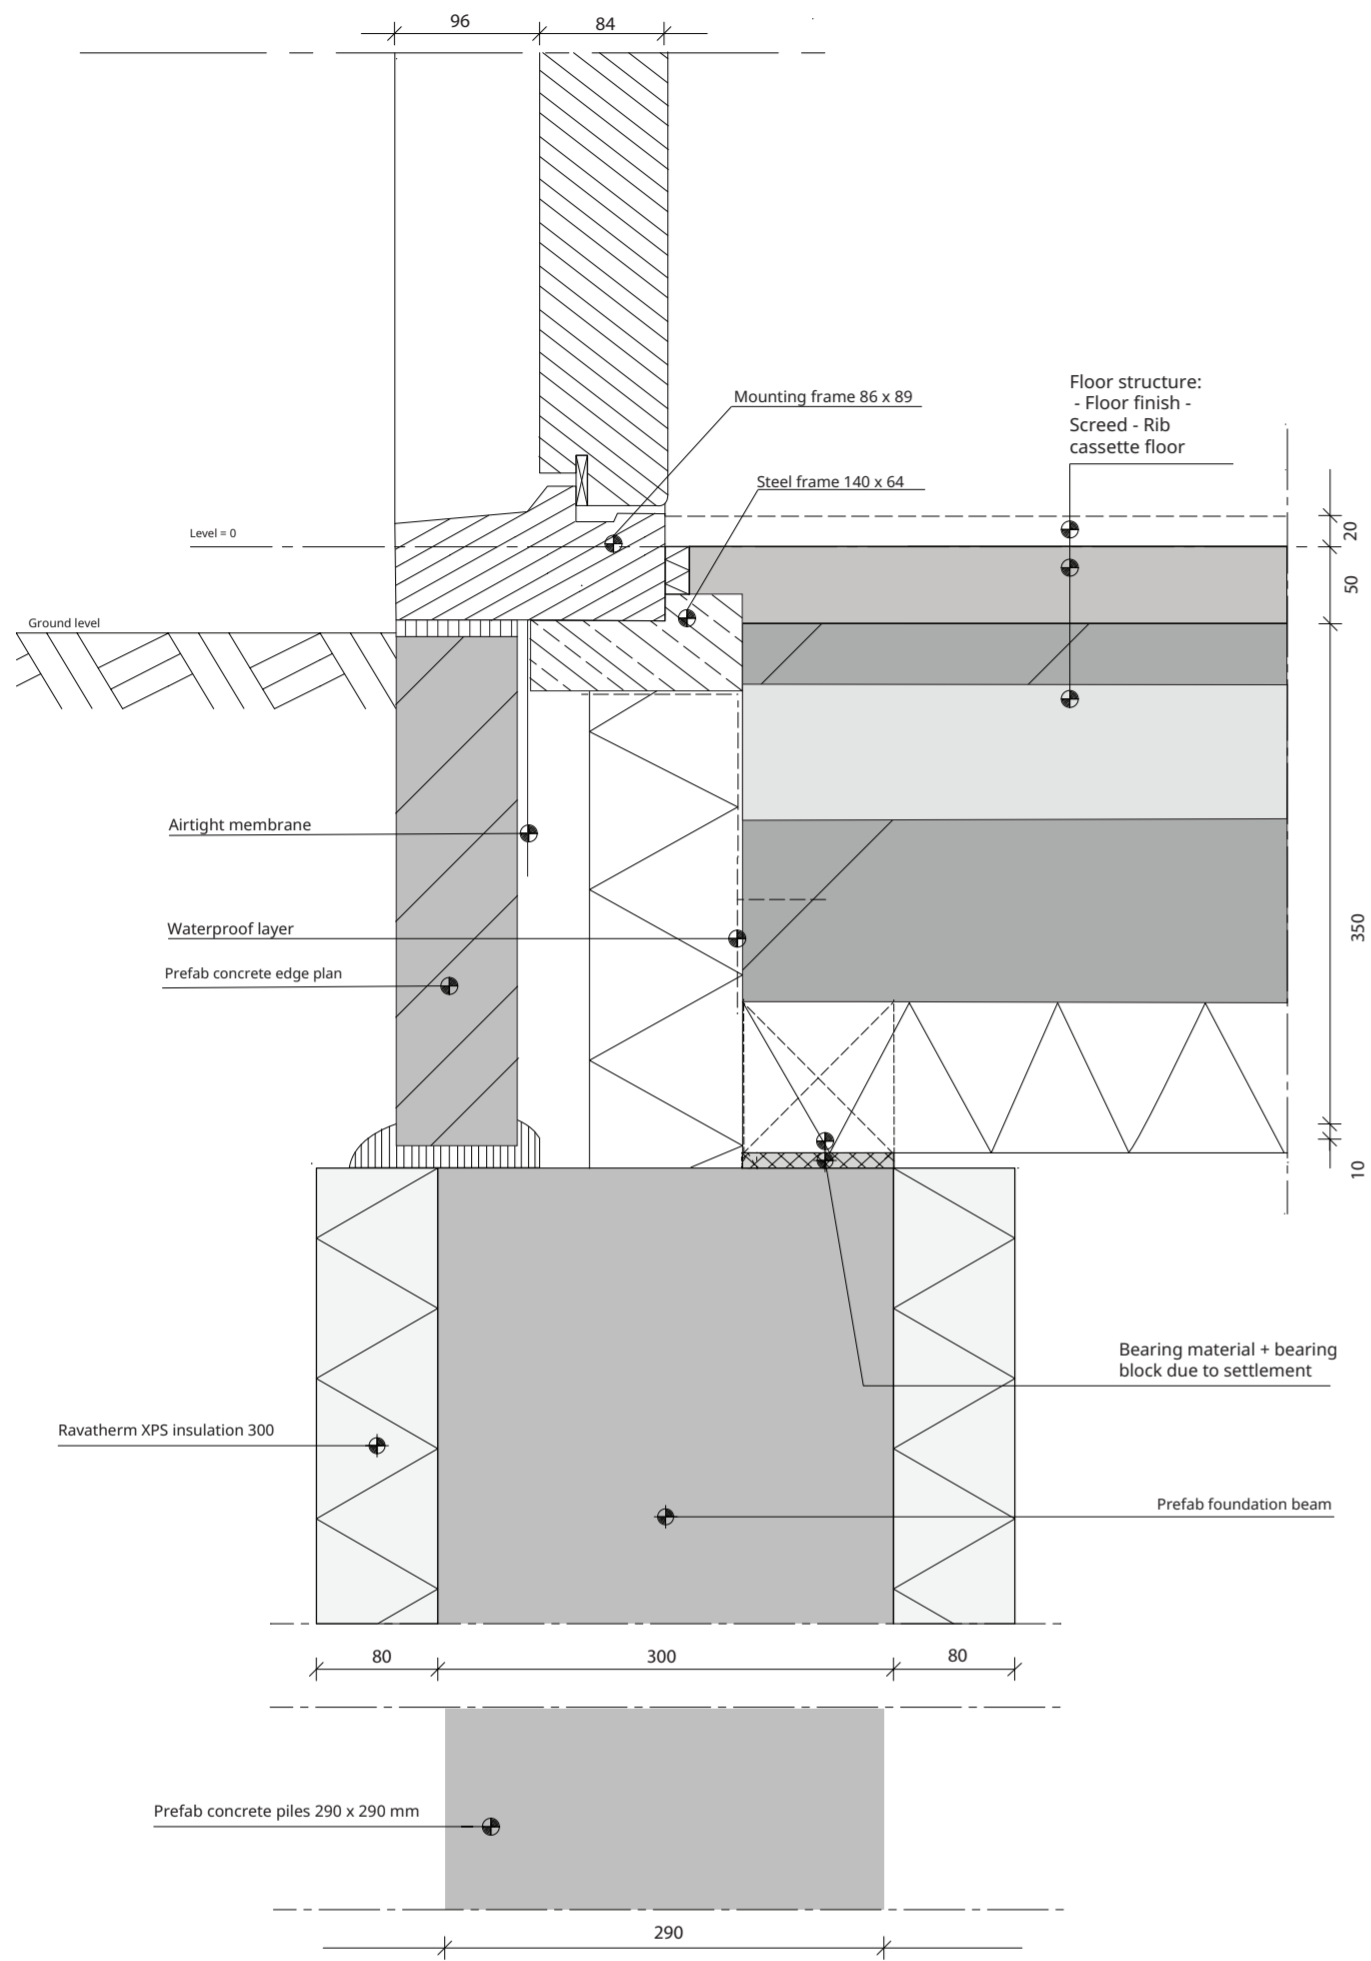 96
84
Mounting frame 86 x 89
Floor structure:
- Floor finish -
Screed - Rib
cassette floor
Steel frame 140 x 64
Level = 0
20
50
Ground level
Airtight membrane
Waterproof layer
350
Prefab concrete edge plan
10
Bearing material + bearing
block due to settlement
Ravatherm XPS insulation 300
Prefab foundation beam
80
300
80
Prefab concrete piles 290 x 290 mm
290